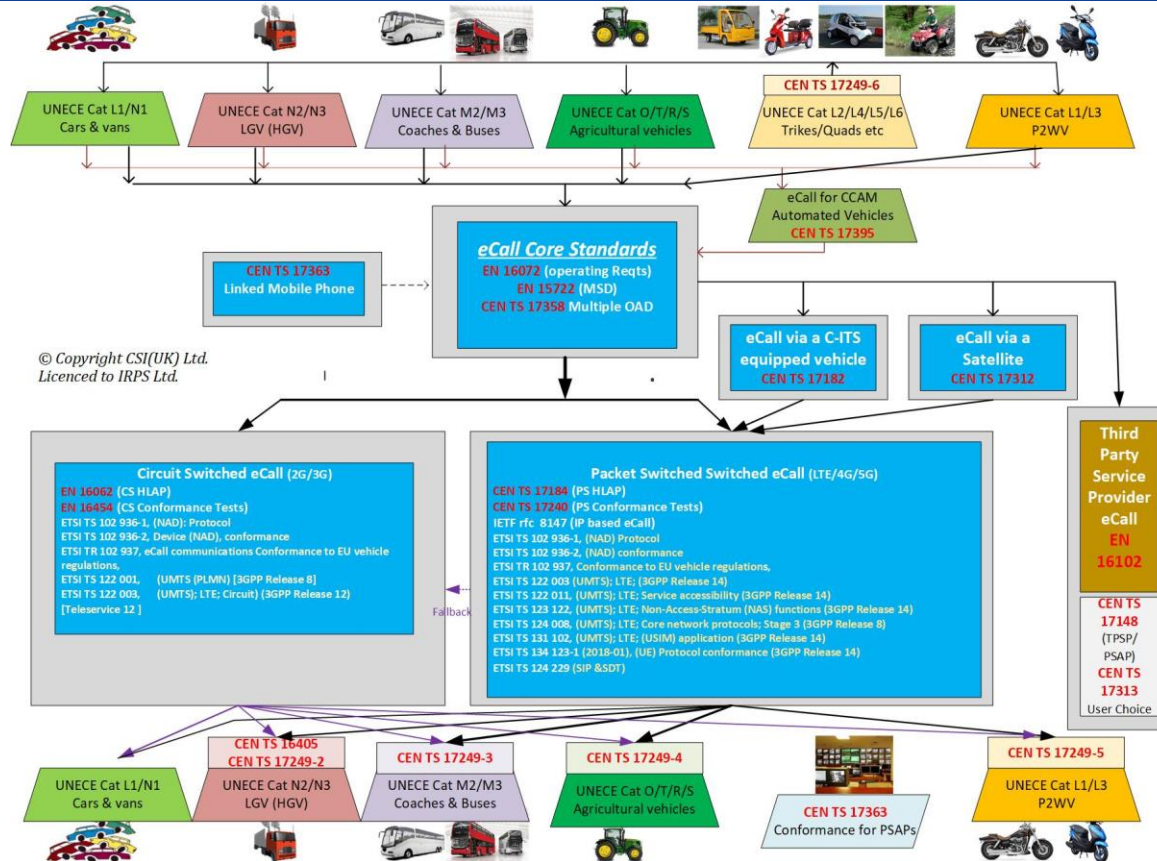 CEN TS 17249-6
UNECE Cat L1/N1
Cars & vans
UNECE Cat N2/N3
LGV (HGV)
UNECE Cat M2/M3
Coaches & Buses
UNECE Cat O/T/R/S
Agricultural vehicles
UNECE Cat L2/L4/L5/L6
Trikes/Quads etc
UNECE Cat L1/L3
P2WV
eCall for CCAM
Automated Vehicles
CEN TS 17395
eCall Core Standards
EN 16072 (operating Reqts)
EN 15722 (MSD)
CEN TS 17358 Multiple OAD
CEN TS 17363
Linked Mobile Phone
eCall via a C-ITS
equipped vehicle
CEN TS 17182
eCall via a
Satellite
CEN TS 17312
© Copyright CSI(UK) Ltd.
Licenced to IRPS Ltd.
Circuit Switched eCall (2G/3G)
EN 16062 (CS HLAP)
EN 16454 (CS Conformance Tests)
ETSI TS 102 936-1, (NAD): Protocol
ETSI TS 102 936-2, Device (NAD), conformance
ETSI TR 102 937, eCall communications Conformance to EU vehicle
regulations,
ETSI TS 122 001, (UMTS (PLMN) [3GPP Release 8]
ETSI TS 122 003, (UMTS); LTE; Circuit) (3GPP Release 12)
[Teleservice 12 ]
Fallback
Packet Switched Switched eCall (LTE/4G/5G)
CEN TS 17184 (PS HLAP)
CEN TS 17240 (PS Conformance Tests)
IETF rfc 8147 (IP based eCall)
ETSI TS 102 936-1, (NAD) Protocol
ETSI TS 102 936-2, (NAD) conformance
ETSI TR 102 937, Conformance to EU vehicle regulations,
ETSI TS 122 003 (UMTS); LTE; (3GPP Release 14)
ETSI TS 122 011, (UMTS); LTE; Service accessibility (3GPP Release 14)
ETSI TS 123 122, (UMTS); LTE; Non-Access-Stratum (NAS) functions (3GPP Release 14)
ETSI TS 124 008, (UMTS); LTE; Core network protocols; Stage 3 (3GPP Release 8)
ETSI TS 131 102, (UMTS); LTE; (USIM) application (3GPP Release 14)
ETSI TS 134 123-1 (2018-01), (UE) Protocol conformance (3GPP Release 14)
ETSI TS 124 229 (SIP &SDT)
Third
Party
Service
Provider
eCall
EN
16102
CEN TS
17148
(TPSP/
PSAP)
CEN TS
17313
User Choice
UNECE Cat L1/N1
Cars & vans
CEN TS 16405
CEN TS 17249-2
UNECE Cat N2/N3
LGV (HGV)
CEN TS 17249-3
UNECE Cat M2/M3
Coaches & Buses
CEN TS 17249-4
UNECE Cat O/T/R/S
Agricultural vehicles
CEN TS 17363
Conformance for PSAPs
CEN TS 17249-5
UNECE Cat L1/L3
P2WV